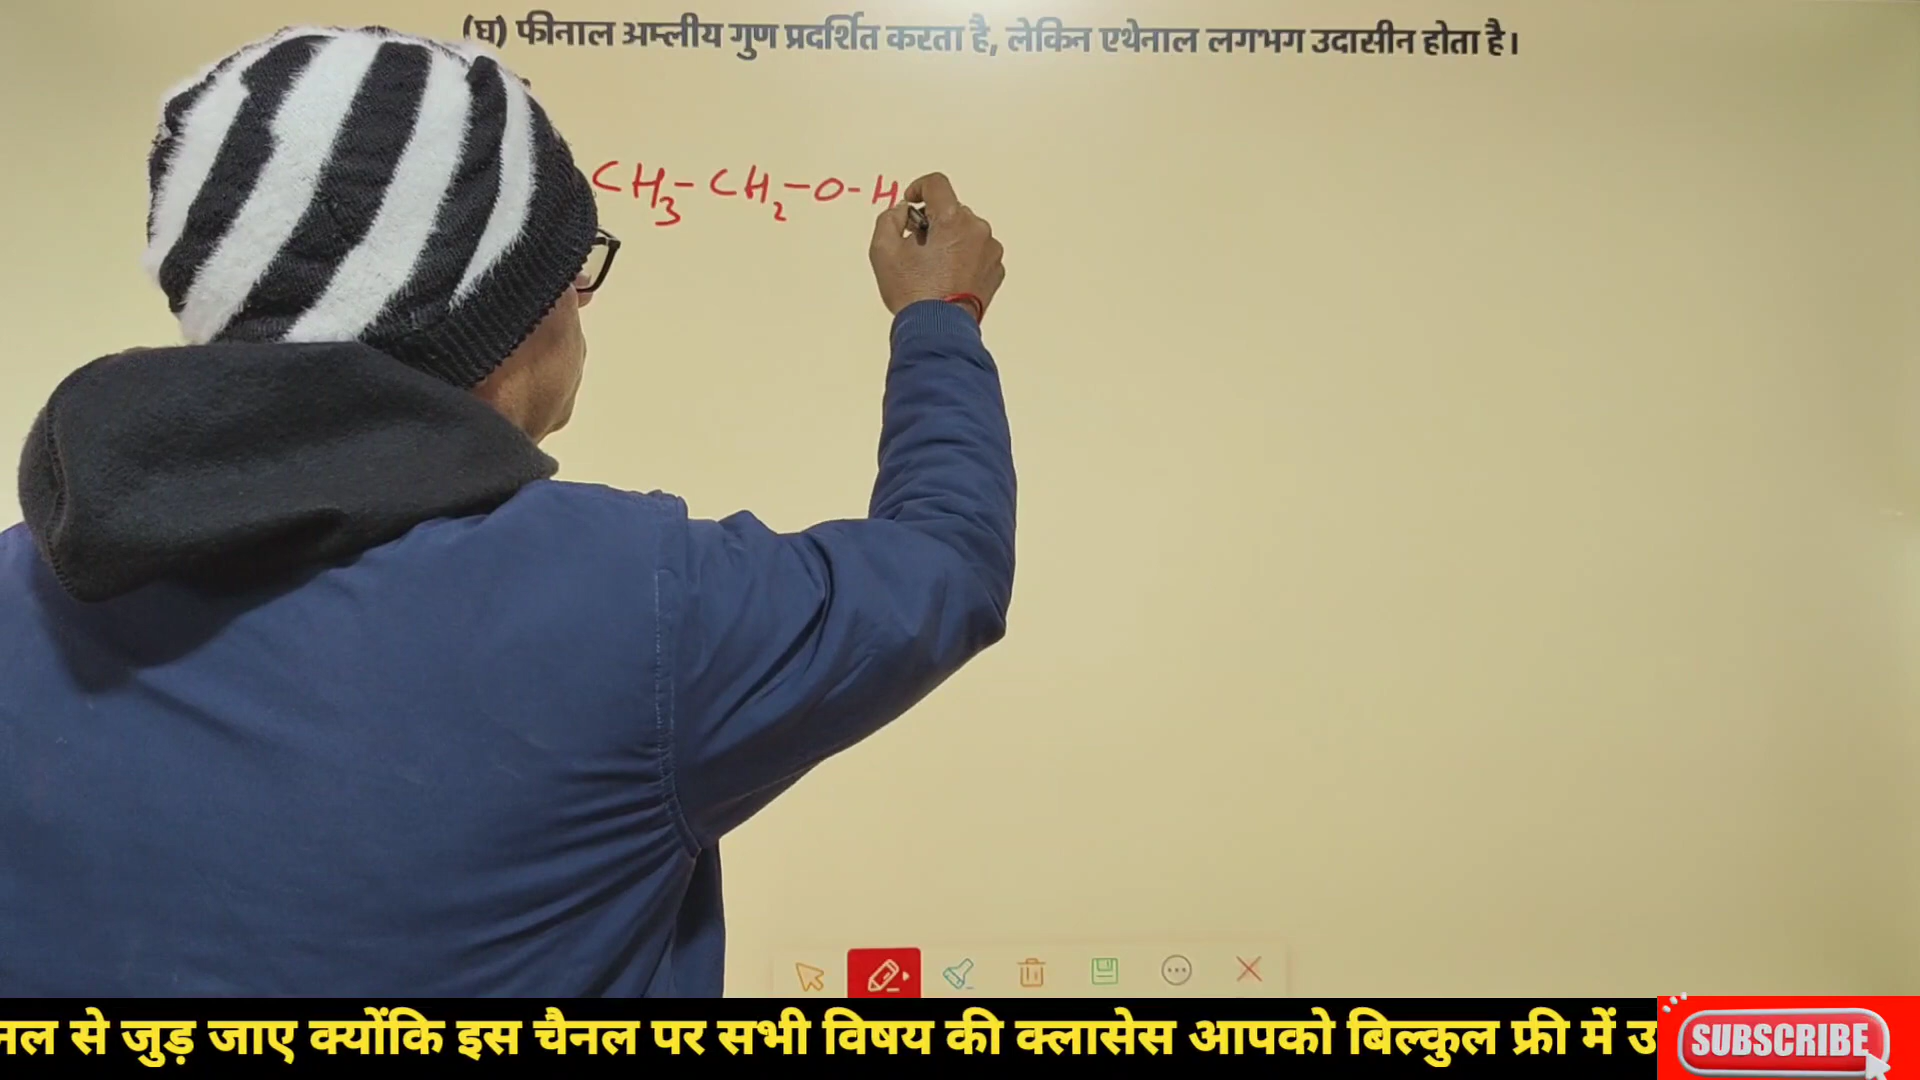 (घ) फीनाल अम्लीय गुण प्रदर्शित करता है, लेकिन एथेनाल लगभग उदासीन होता है।
CH₃-CH₂-O-H
नल से जुड़ जाए क्योंकि इस चैनल पर सभी विषय की क्लासेस आपको बिल्कुल फ्री में उ
SUBSCRIBE